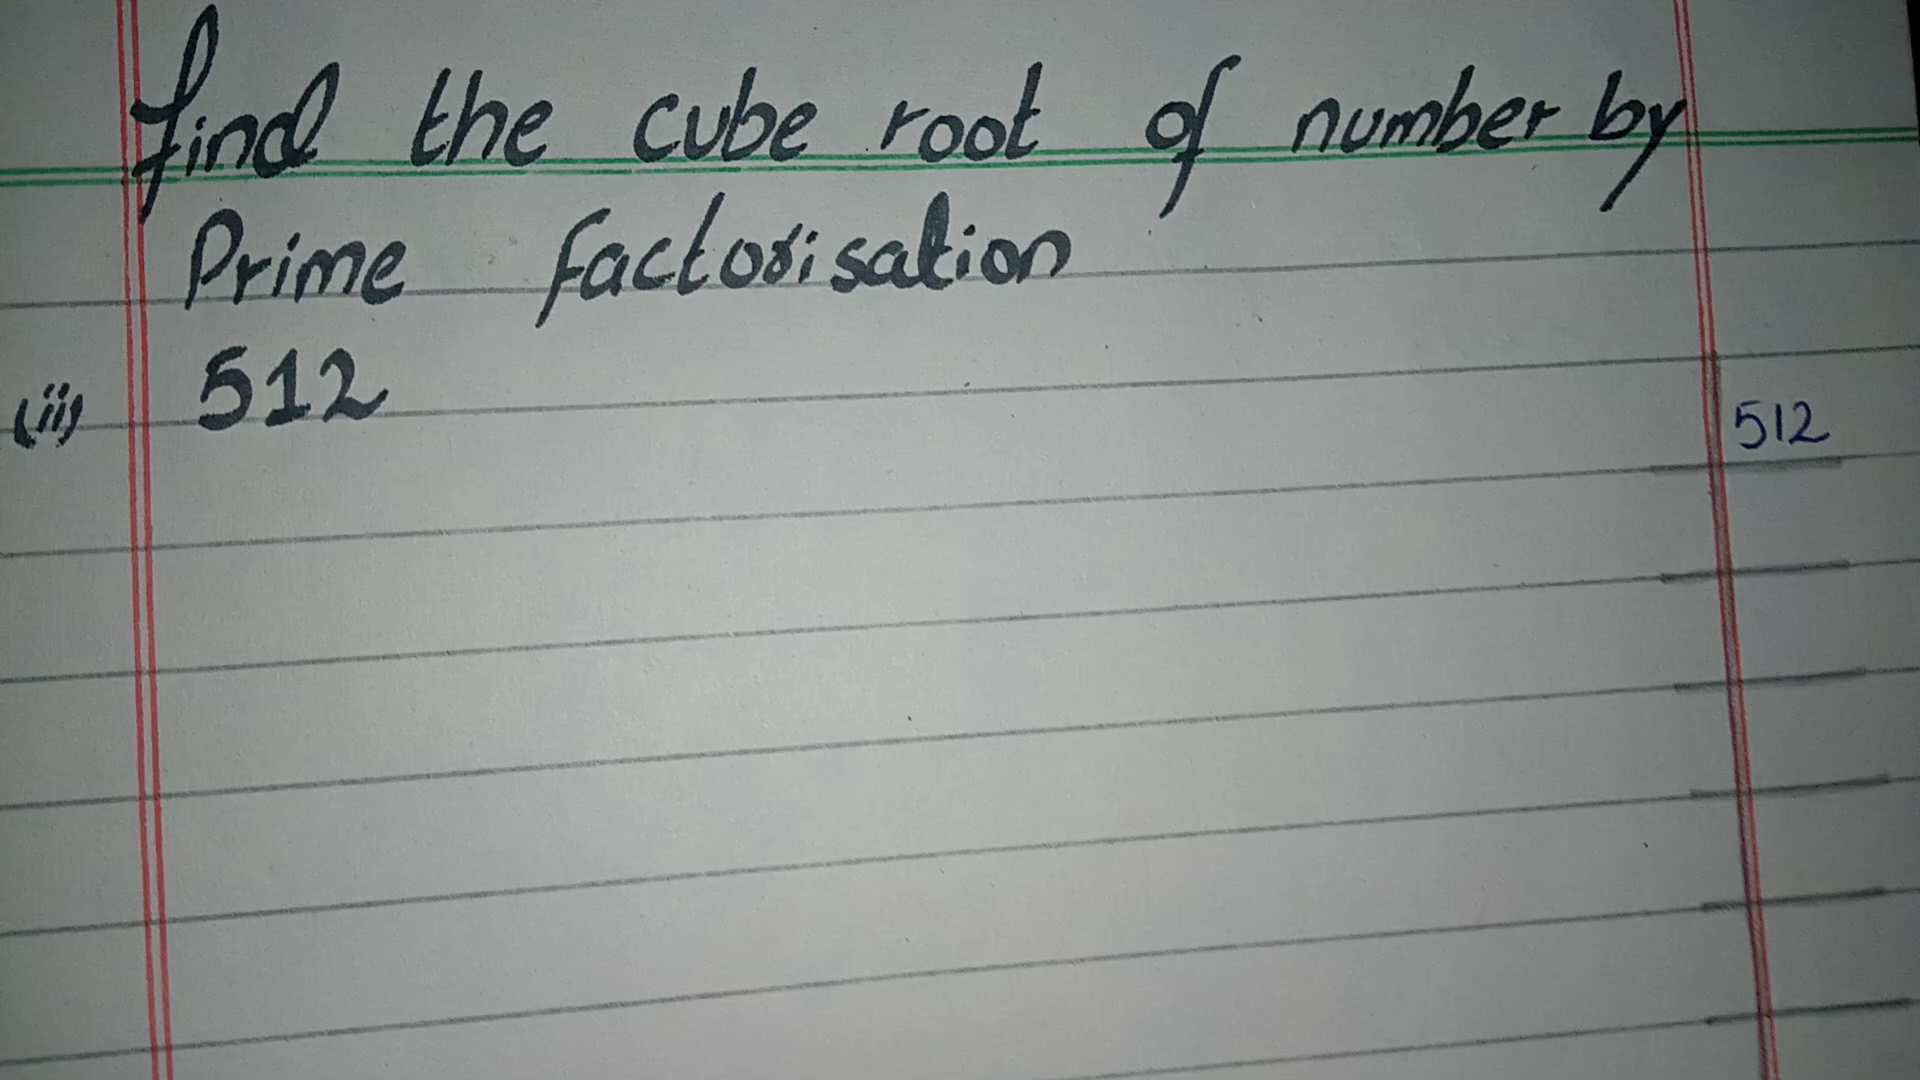 find the cube root of number by
Prime factorisation
(ii) 512
512